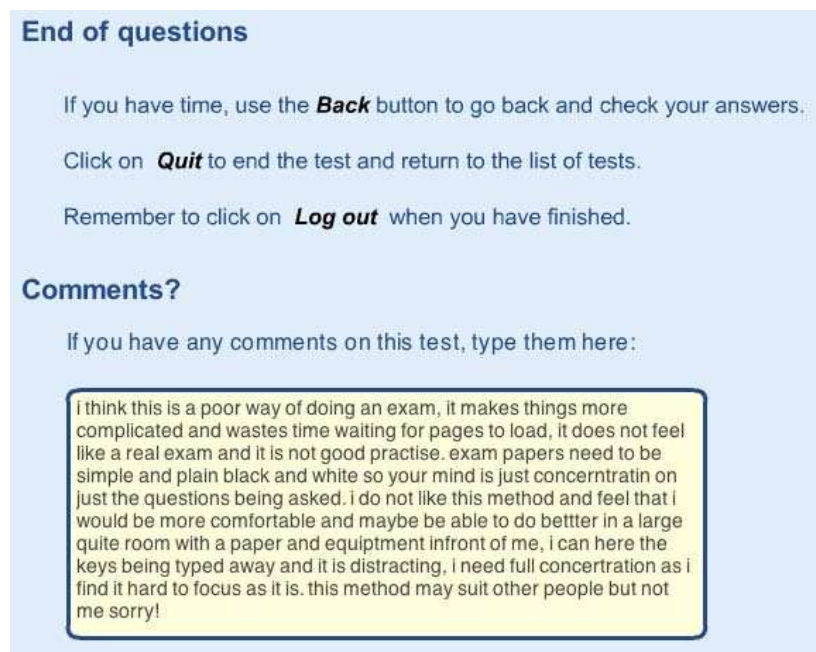 End of questions
If you have time, use the Back button to go back and check your answers.
Click on Quit to end the test and return to the list of tests.
Remember to click on Log out when you have finished.
Comments?
If you have any comments on this test, type them here:
i think this is a poor way of doing an exam, it makes things more
complicated and wastes time waiting for pages to load, it does not feel
like a real exam and it is not good practise. exam papers need to be
simple and plain black and white so your mind is just concerntratin on
just the questions being asked. i do not like this method and feel that i
would be more comfortable and maybe be able to do bettter in a large
quite room with a paper and equiptment infront of me, i can here the
keys being typed away and it is distracting, i need full concertration as i
find it hard to focus as it is. this method may suit other people but not
me sorry!